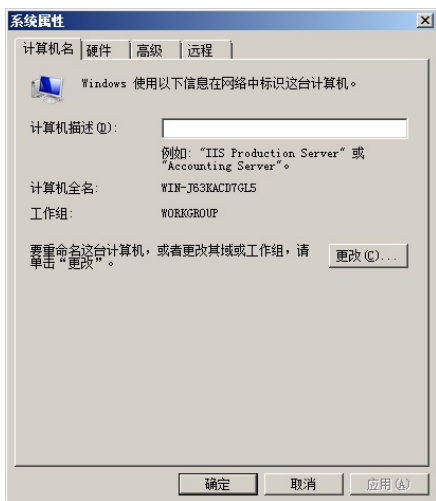 系统属性
计算机名 硬件 高级 远程
Windows 使用以下信息在网络中标识这台计算机。
计算机描述(D):
例如: "IIS Production Server" 或
"Accounting Server"。
计算机全名: WIN-J63KACD7GL5
工作组: WORKGROUP
要重命名这台计算机，或者更改其域或工作组，请
单击“更改”。
更改(C)...
确定 取消 应用(A)